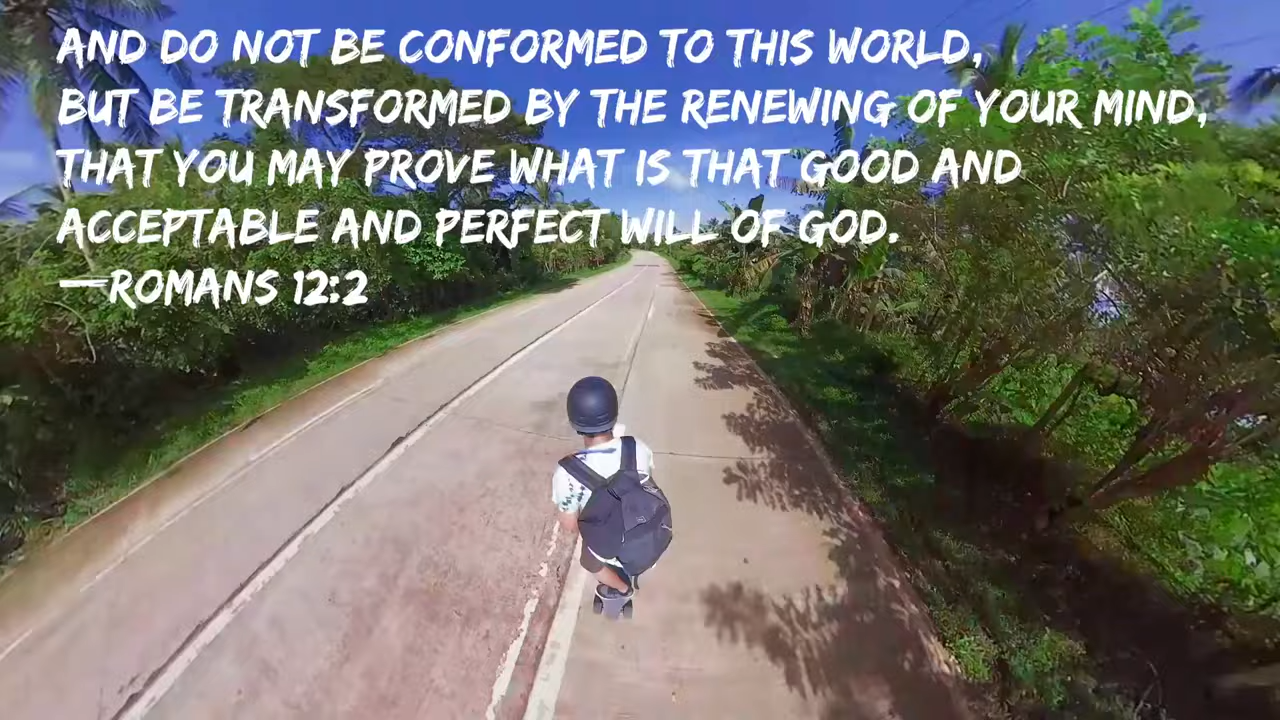 AND DO NOT BE CONFORMED TO THIS WORLD,
BUT BE TRANSFORMED BY THE RENEWING OF YOUR MIND,
THAT YOU MAY PROVE WHAT IS THAT GOOD AND
ACCEPTABLE AND PERFECT WILL OF GOD.
—ROMANS 12:2